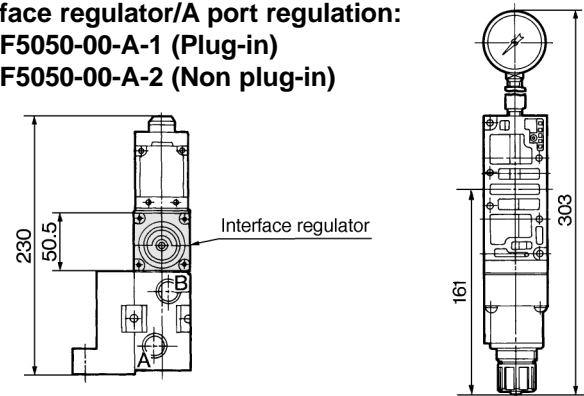 face regulator/A port regulation:
F5050-00-A-1 (Plug-in)
F5050-00-A-2 (Non plug-in)
Interface regulator
230
50.5
B
A
161
303